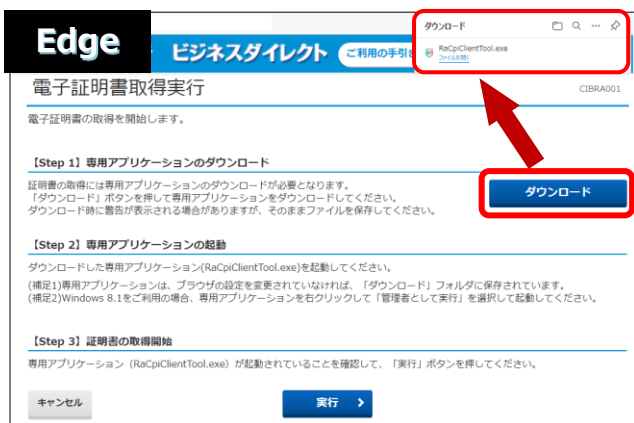 Edge
ビジネスダイレクト
ご利用の手引き
ダウンロード
RaCpiClientTool.exe
ファイルを開く
電子証明書取得実行
CIBRA001
電子証明書の取得を開始します。
【Step 1】専用アプリケーションのダウンロード
証明書の取得には専用アプリケーションのダウンロードが必要となります。
「ダウンロード」ボタンを押して専用アプリケーションをダウンロードしてください。
ダウンロード時に警告が表示される場合がありますが、そのままファイルを保存してください。
ダウンロード
【Step 2】専用アプリケーションの起動
ダウンロードした専用アプリケーション(RaCpiClientTool.exe)を起動してください。
(補足1)専用アプリケーションは、ブラウザの設定を変更されていなければ、「ダウンロード」フォルダに保存されています。
(補足2)Windows 8.1をご利用の場合、専用アプリケーションを右クリックして「管理者として実行」を選択して起動してください。
【Step 3】証明書の取得開始
専用アプリケーション（RaCpiClientTool.exe）が起動されていることを確認して、「実行」ボタンを押してください。
キャンセル
実行